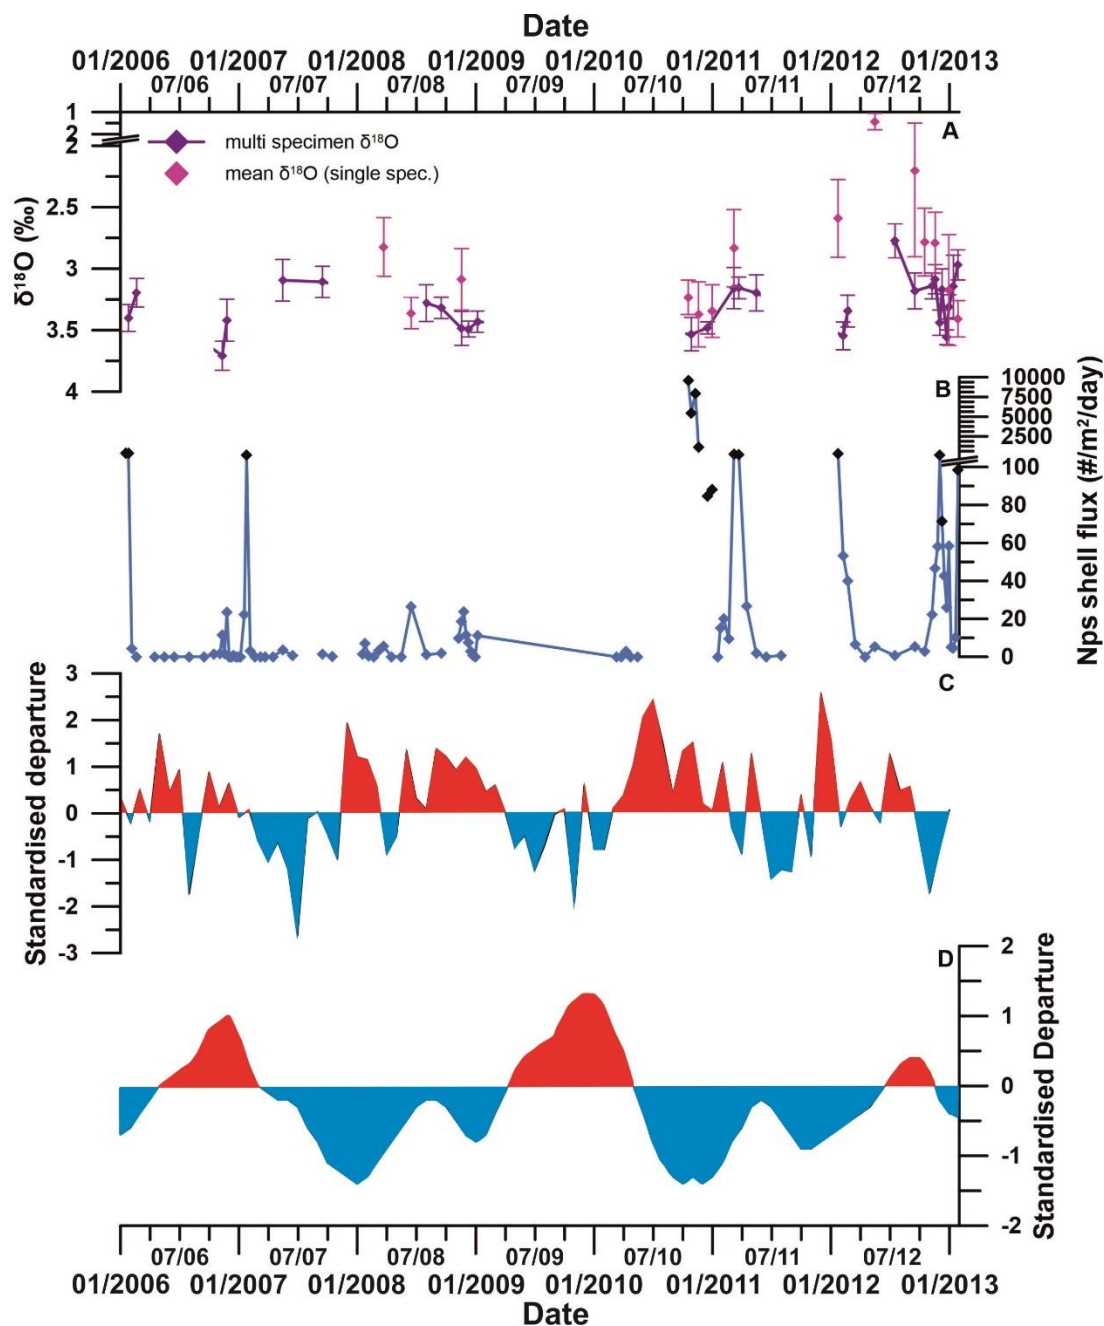 Date
01/2006 01/2007 01/2008 01/2009 01/2010 01/2011 01/2012 01/2013
07/06 07/07 07/08 07/09 07/10 07/11 07/12
A
1
2
2
2.5
3
3.5
4
δ¹⁸O (‰)
multi specimen δ¹⁸O
mean δ¹⁸O (single spec.)
B
10000
7500
5000
2500
100
80
60
40
20
0
Nps shell flux (#/m²/day)
C
3
2
1
0
-1
-2
-3
Standardised departure
D
2
1
0
-1
-2
Standardised Departure
07/06 07/07 07/08 07/09 07/10 07/11 07/12
01/2006 01/2007 01/2008 01/2009 01/2010 01/2011 01/2012 01/2013
Date